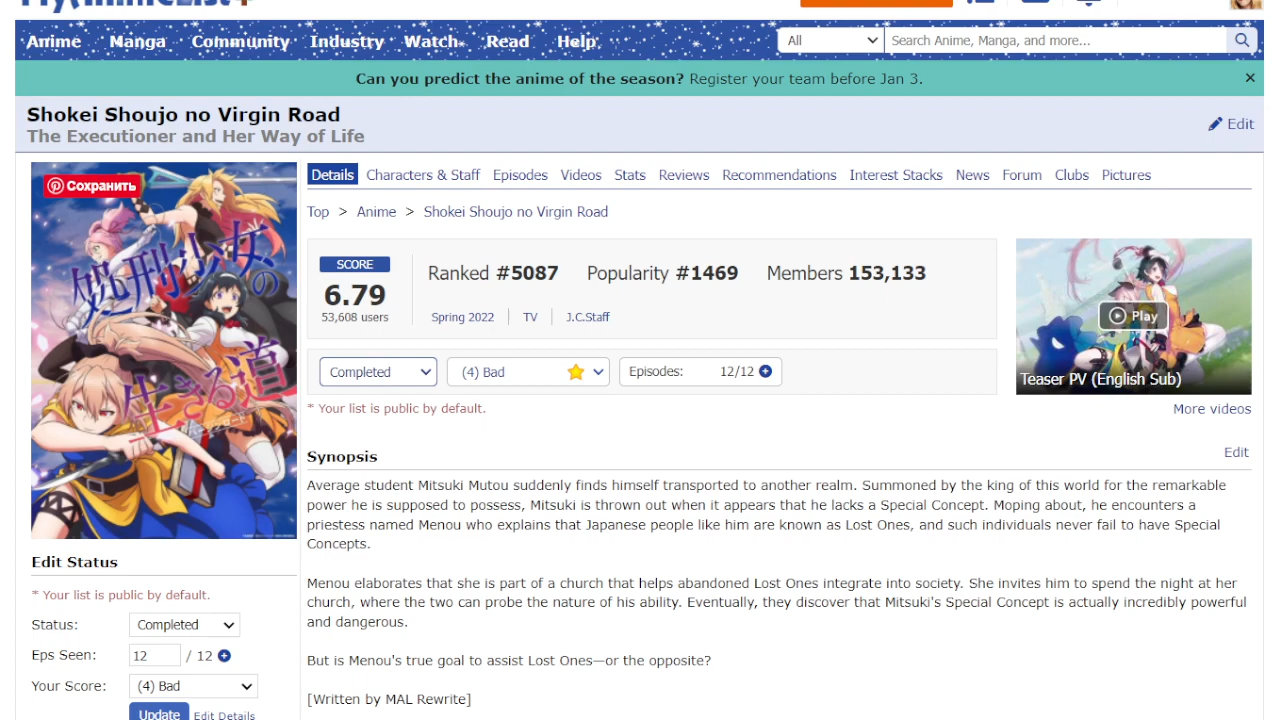 MyAnimeList
Anime Manga Community Industry Watch Read Help
All Search Anime, Manga, and more...
Can you predict the anime of the season? Register your team before Jan 3. ×
Shokei Shoujo no Virgin Road
The Executioner and Her Way of Life
Edit
Сохранить
処刑少女の
生きる道
Details Characters & Staff Episodes Videos Stats Reviews Recommendations Interest Stacks News Forum Clubs Pictures
Top > Anime > Shokei Shoujo no Virgin Road
SCORE
6.79
53,608 users
Ranked #5087 Popularity #1469 Members 153,133
Spring 2022 TV J.C.Staff
Completed (4) Bad Episodes: 12/12
* Your list is public by default.
Play
Teaser PV (English Sub)
More videos
Synopsis
Edit
Average student Mitsuki Mutou suddenly finds himself transported to another realm. Summoned by the king of this world for the remarkable
power he is supposed to possess, Mitsuki is thrown out when it appears that he lacks a Special Concept. Moping about, he encounters a
priestess named Menou who explains that Japanese people like him are known as Lost Ones, and such individuals never fail to have Special
Concepts.
Menou elaborates that she is part of a church that helps abandoned Lost Ones integrate into society. She invites him to spend the night at her
church, where the two can probe the nature of his ability. Eventually, they discover that Mitsuki's Special Concept is actually incredibly powerful
and dangerous.
But is Menou's true goal to assist Lost Ones—or the opposite?
[Written by MAL Rewrite]
Edit Status
* Your list is public by default.
Status: Completed
Eps Seen: 12 / 12
Your Score: (4) Bad
Update Edit Details